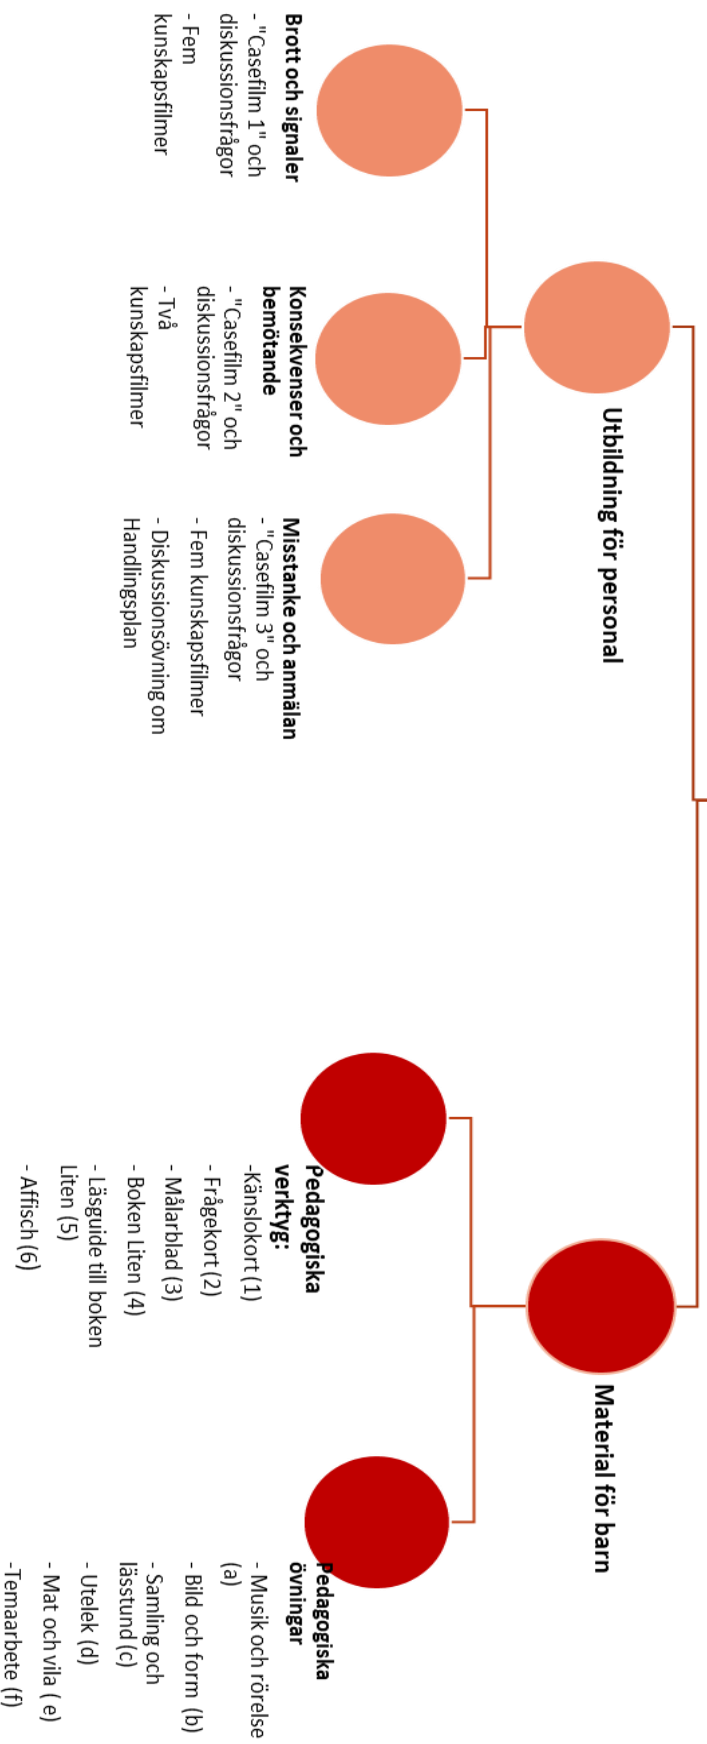 Utbildning för personal
Brott och signaler
- "Casefilm 1" och
diskussionsfrågor
- Fem
kunskapsfilmer
Konsekvenser och
bemötande
- "Casefilm 2" och
diskussionsfrågor
- Två
kunskapsfilmer
Misstanke och anmälan
- "Casefilm 3" och
diskussionsfrågor
- Fem kunskapsfilmer
- Diskussionsövning om
Handlingsplan
Material för barn
Pedagogiska
verktyg:
-Känslokort (1)
- Frågekort (2)
- Målarblad (3)
- Boken Liten (4)
- Läsguide till boken
Liten (5)
- Affisch (6)
Pedagogiska
övningar
- Musik och rörelse
(a)
- Bild och form (b)
- Samling och
lässtund (c)
- Utelek (d)
- Mat och vila ( e)
-Temaarbete (f)